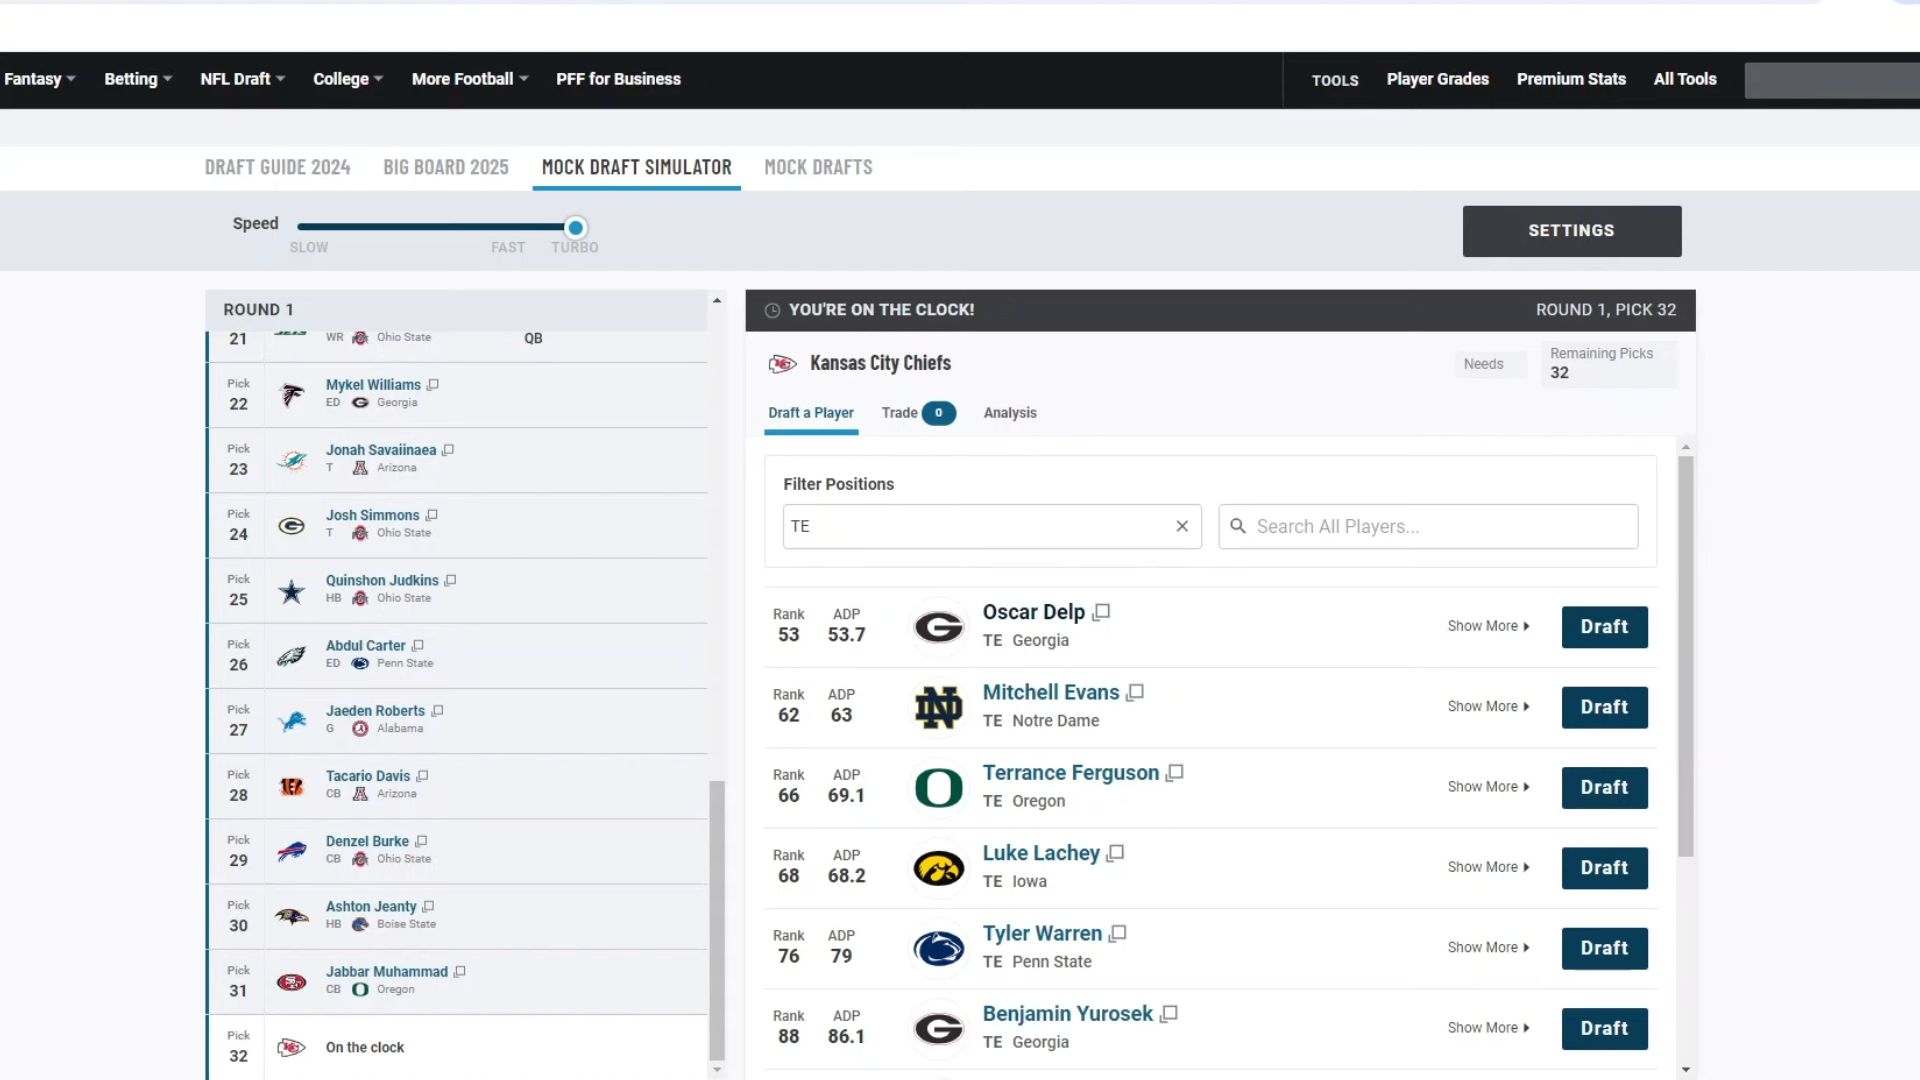 Fantasy Betting NFL Draft College More Football PFF for Business TOOLS Player Grades Premium Stats All Tools
DRAFT GUIDE 2024 BIG BOARD 2025 MOCK DRAFT SIMULATOR MOCK DRAFTS
Speed
SLOW FAST TURBO
SETTINGS
ROUND 1
21
WR Ohio State QB
Pick
22
Mykel Williams
ED Georgia
Pick
23
Jonah Savaiinaea
T Arizona
Pick
24
Josh Simmons
T Ohio State
Pick
25
Quinshon Judkins
HB Ohio State
Pick
26
Abdul Carter
ED Penn State
Pick
27
Jaeden Roberts
G Alabama
Pick
28
Tacario Davis
CB Arizona
Pick
29
Denzel Burke
CB Ohio State
Pick
30
Ashton Jeanty
HB Boise State
Pick
31
Jabbar Muhammad
CB Oregon
Pick
32
On the clock
YOU'RE ON THE CLOCK! ROUND 1, PICK 32
Kansas City Chiefs
Needs
Remaining Picks
32
Draft a Player Trade 0 Analysis
Filter Positions
TE
Search All Players...
Rank ADP
53 53.7
Oscar Delp
TE Georgia
Show More
Draft
Rank ADP
62 63
Mitchell Evans
TE Notre Dame
Show More
Draft
Rank ADP
66 69.1
Terrance Ferguson
TE Oregon
Show More
Draft
Rank ADP
68 68.2
Luke Lachey
TE Iowa
Show More
Draft
Rank ADP
76 79
Tyler Warren
TE Penn State
Show More
Draft
Rank ADP
88 86.1
Benjamin Yurosek
TE Georgia
Show More
Draft